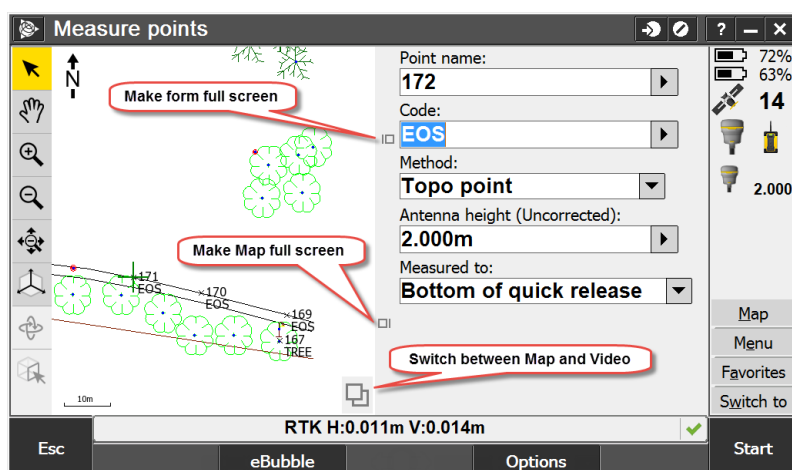 Measure points
?
72%
63%
14
2.000
N
Make form full screen
Make Map full screen
Switch between Map and Video
171
EOS
170
EOS
169
EOS
167
TREE
10m
Point name:
172
Code:
EOS
Method:
Topo point
Antenna height (Uncorrected):
2.000m
Measured to:
Bottom of quick release
Map
Menu
Favorites
Switch to
RTK H:0.011m V:0.014m
Esc
eBubble
Options
Start